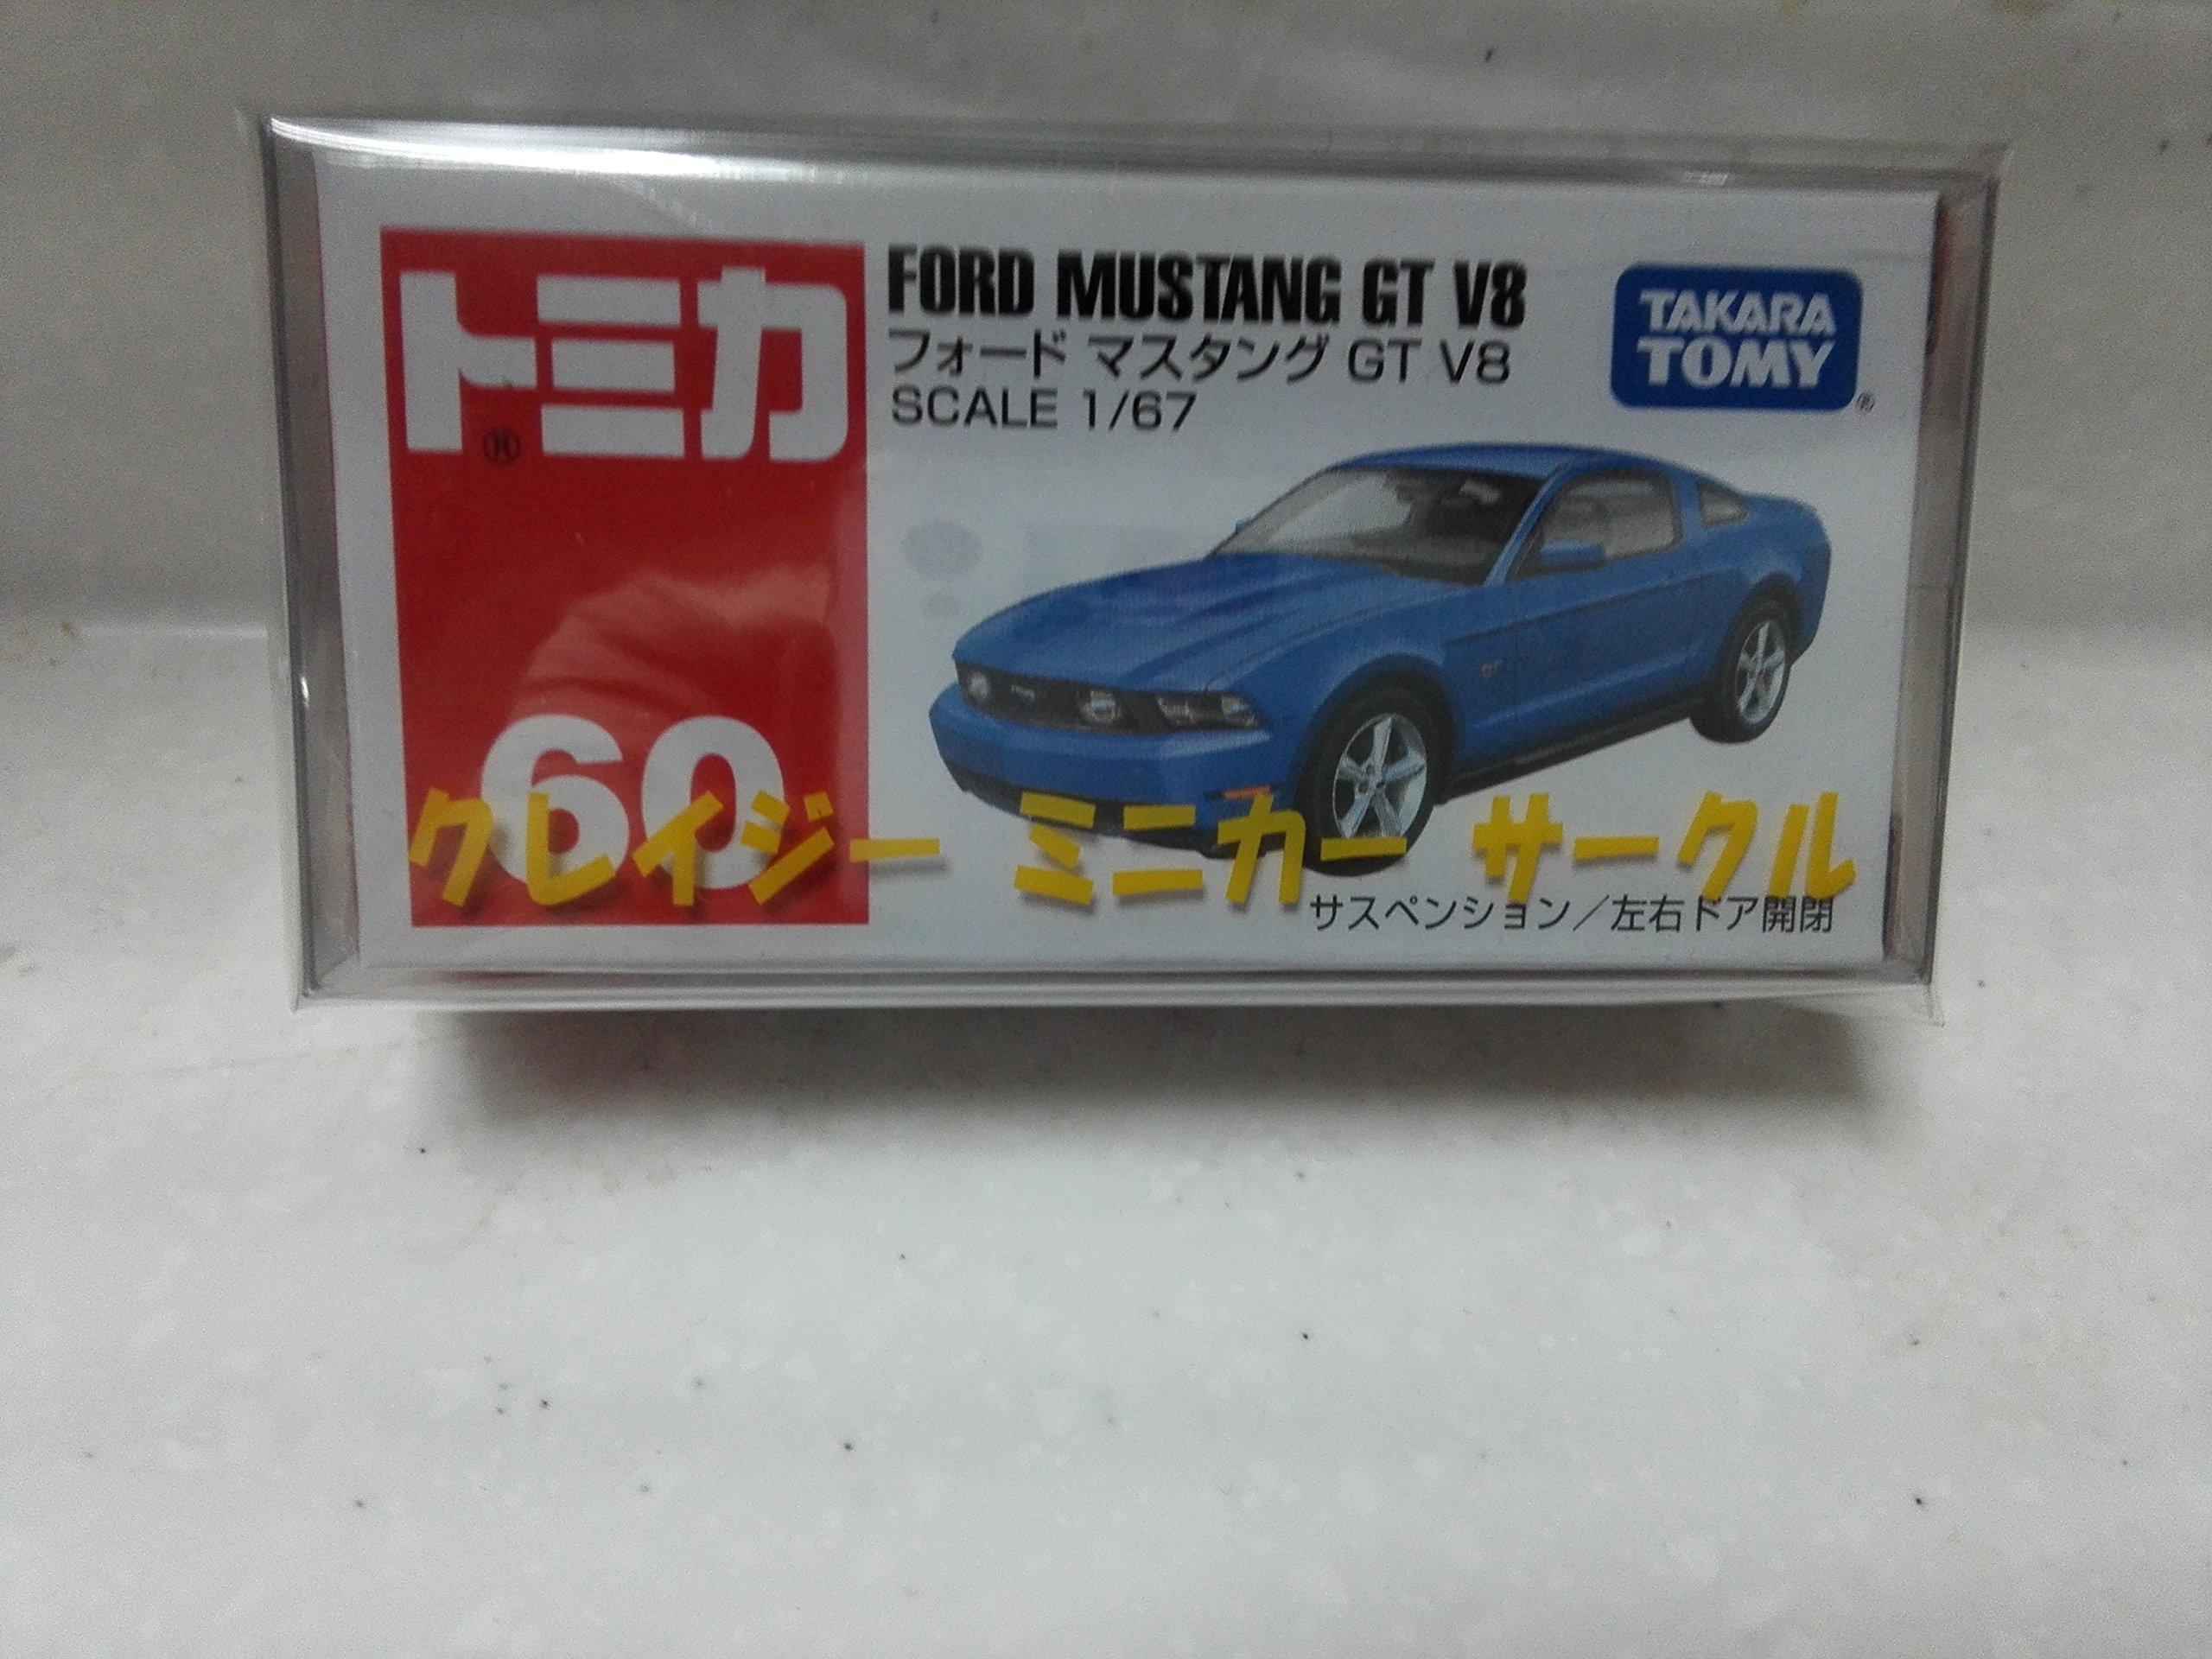 トミカ
®
FORD MUSTANG GT V8
フォード マスタング GT V8
SCALE 1/67
TAKARA
TOMY
®
60
クレイジー ミニカー サークル
サスペンション／左右ドア開閉